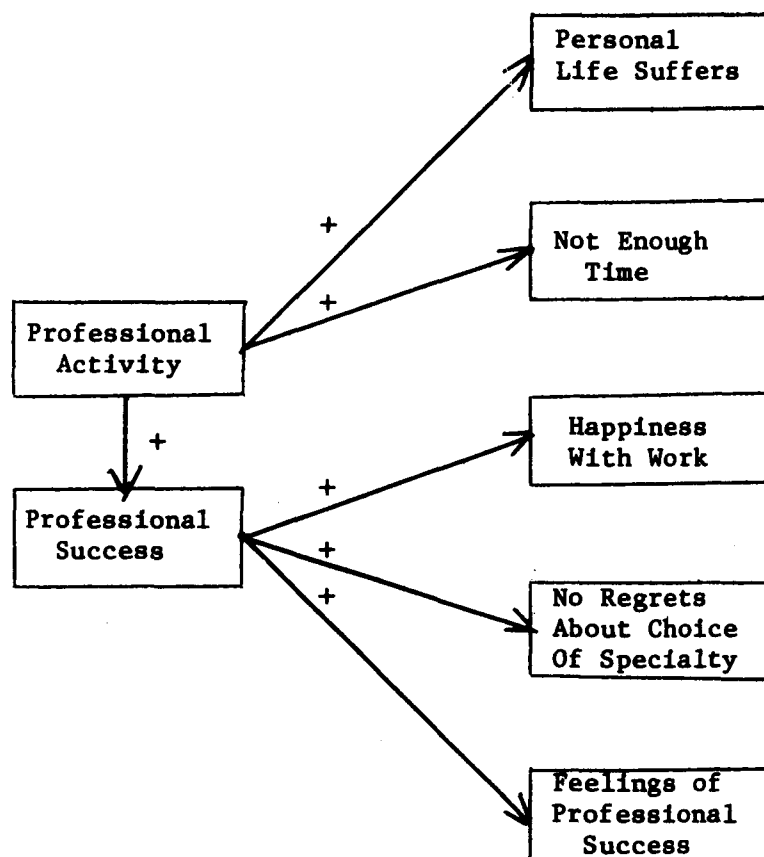 Personal
Life Suffers
+
Not Enough
Time
+
Professional
Activity
+
Happiness
With Work
+
Professional
Success
+
No Regrets
About Choice
Of Specialty
+
Feelings of
Professional
Success